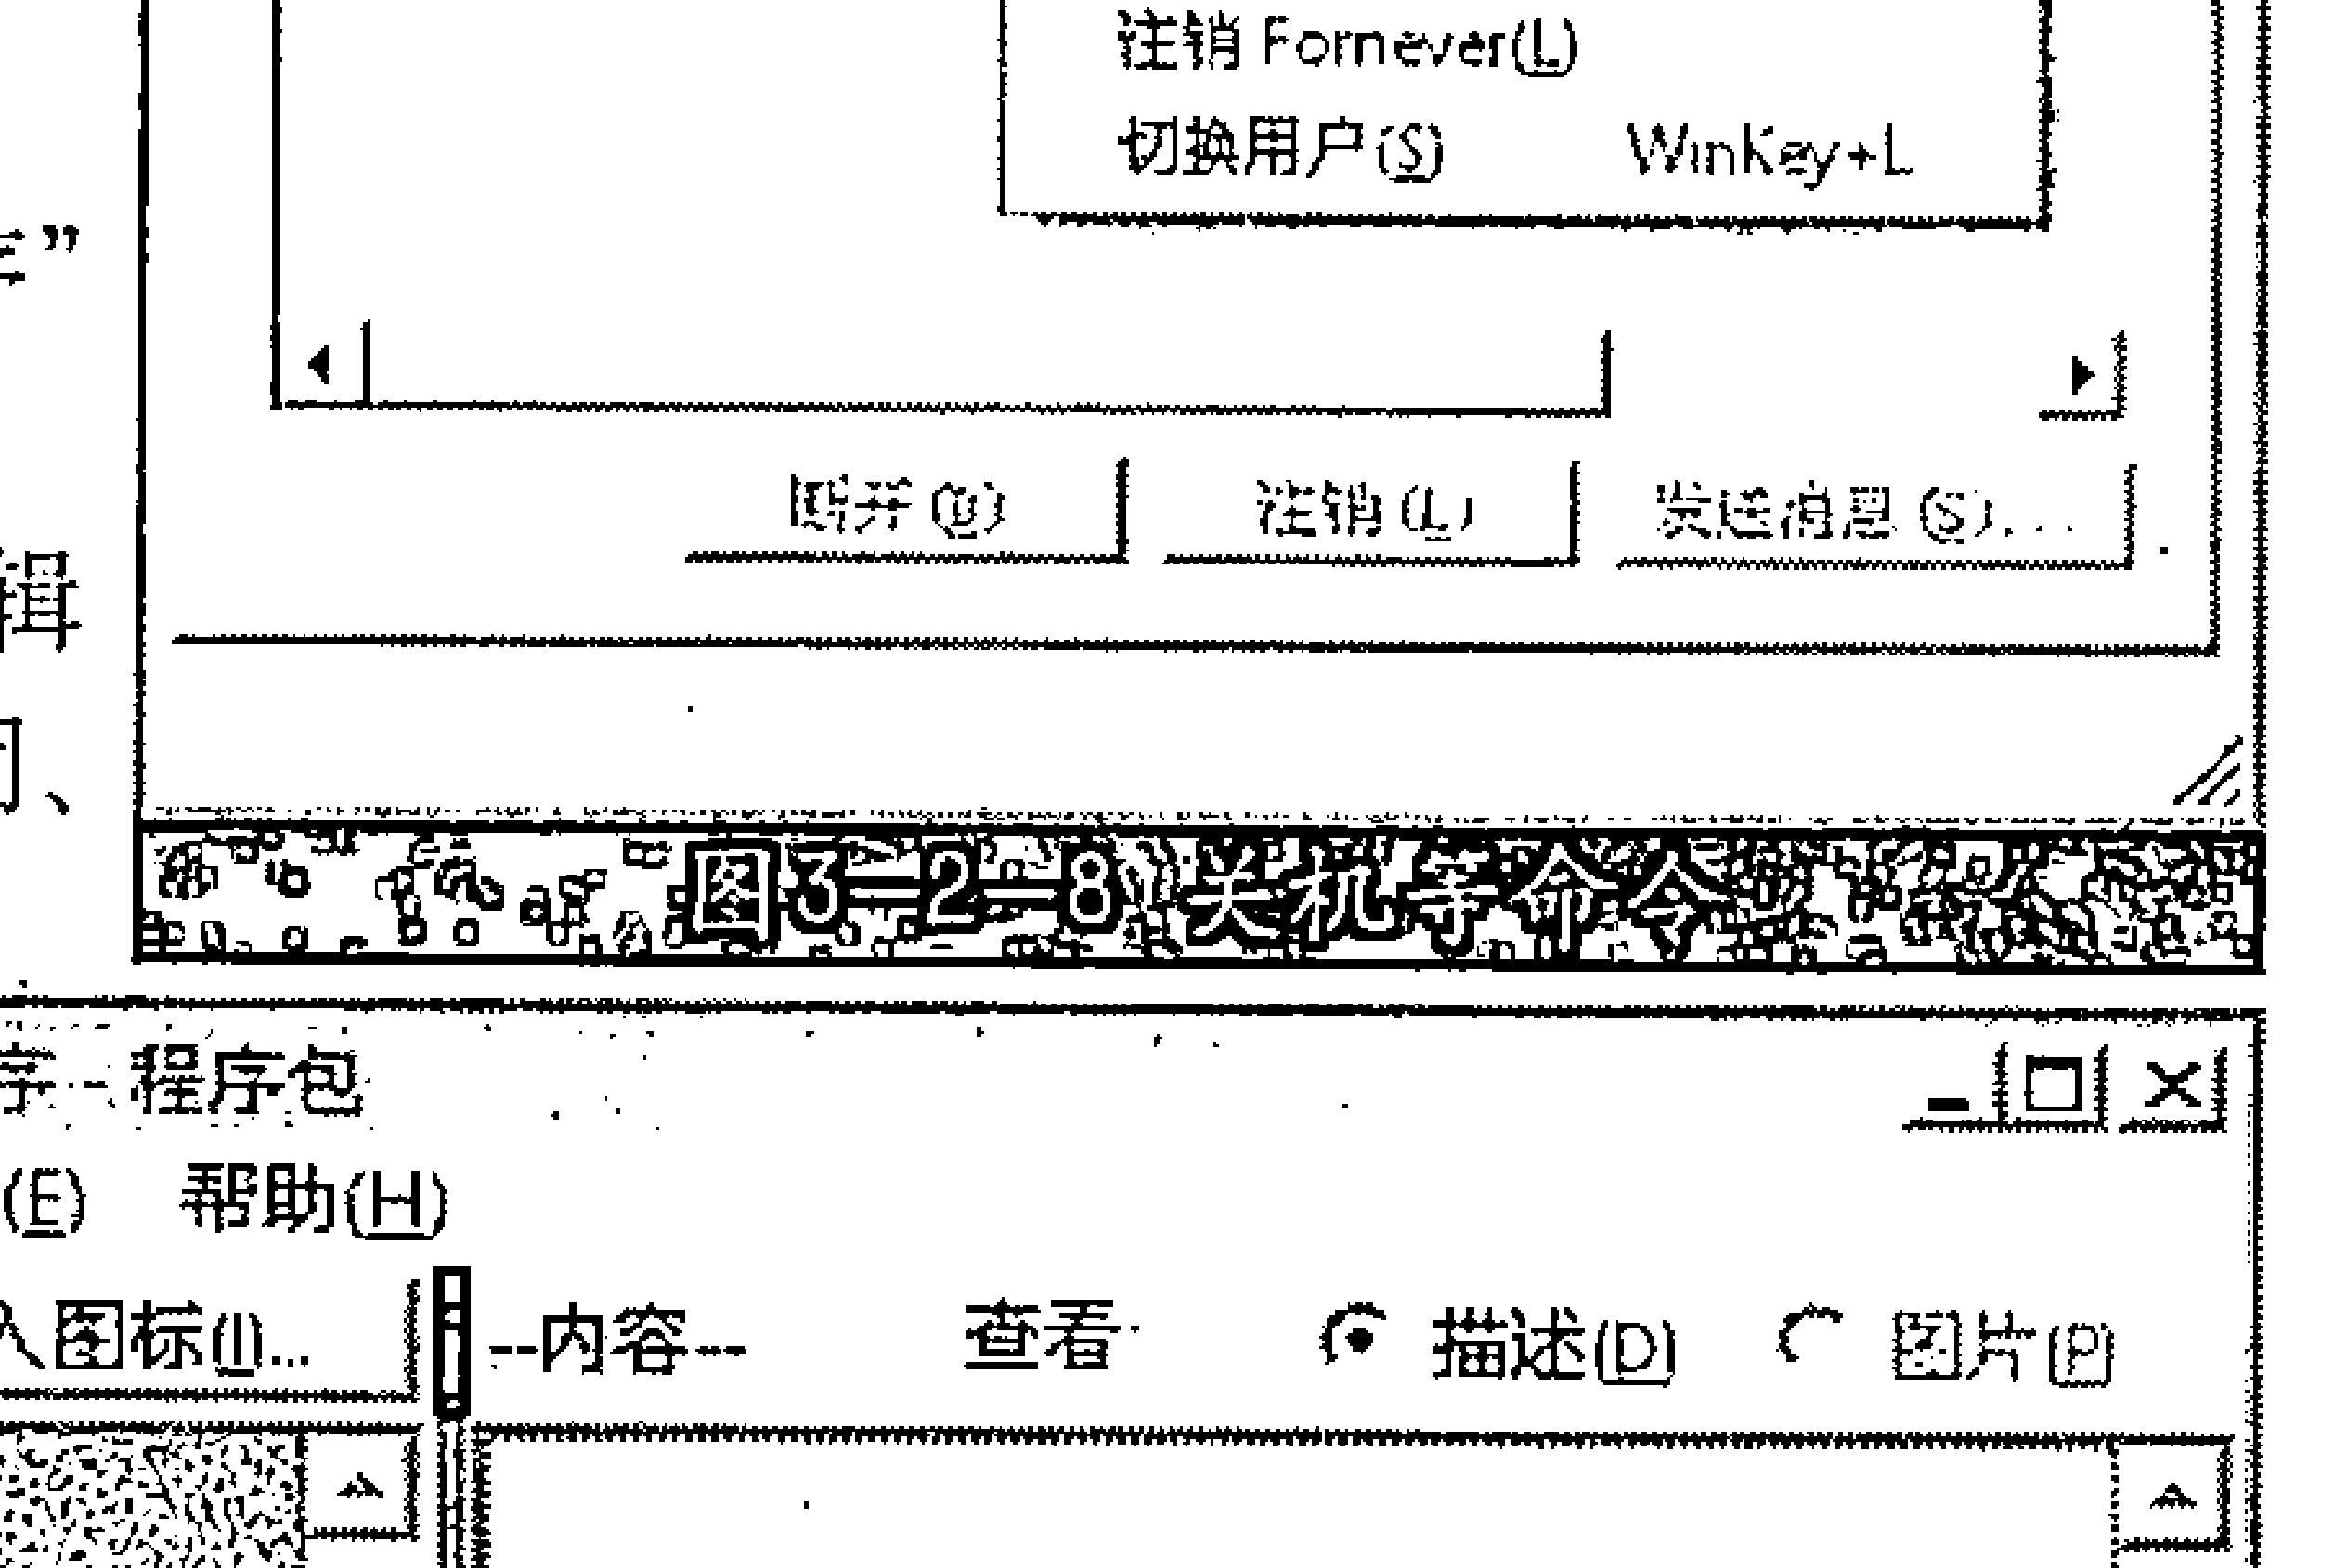 注销 Fornever(L)
切换用户(S) WinKey+L
”
断开(D) 注销(L) 发送消息(S)...
辑
、
图3—2—8 关机等命令
序 - 程序包
(E) 帮助(H)
入图标(I)... --内容-- 查看 描述(D) 图片(P)